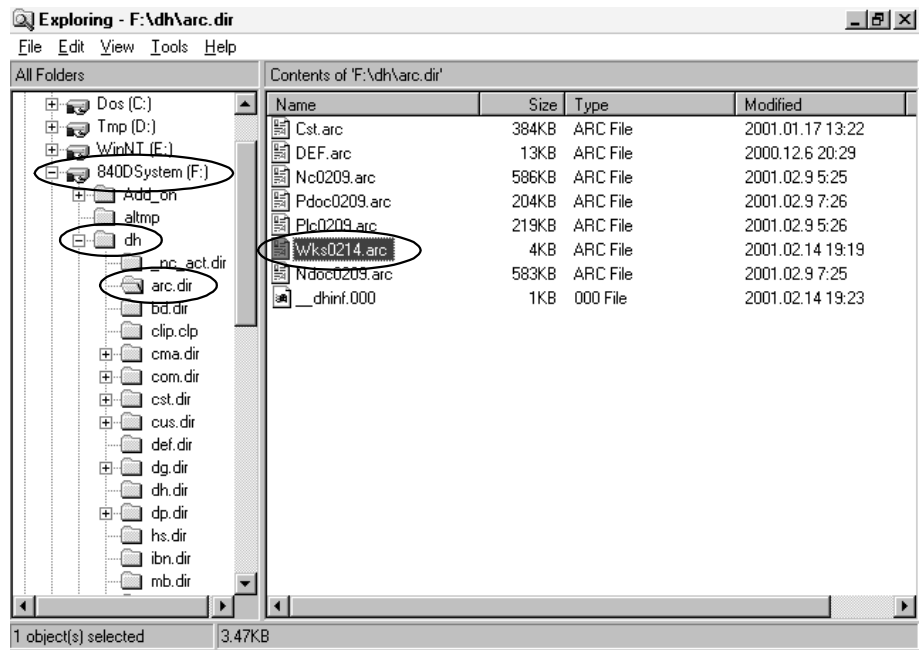 Exploring - F:\dh\arc.dir
File Edit View Tools Help
All Folders
Contents of 'F:\dh\arc.dir'
Dos (C:)
Tmp (D:)
WinNT (E:)
840DSystem (F:)
Add_on
altmp
dh
_nc_act.dir
arc.dir
bd.dir
clip.clp
cma.dir
com.dir
cst.dir
cus.dir
def.dir
dg.dir
dh.dir
dp.dir
hs.dir
ibn.dir
mb.dir
Name Size Type Modified
Cst.arc 384KB ARC File 2001.01.17 13:22
DEF.arc 13KB ARC File 2000.12.6 20:29
Nc0209.arc 586KB ARC File 2001.02.9 5:25
Pdoc0209.arc 204KB ARC File 2001.02.9 7:26
Plc0209.arc 219KB ARC File 2001.02.9 5:26
Wks0214.arc 4KB ARC File 2001.02.14 19:19
Ndoc0209.arc 583KB ARC File 2001.02.9 7:25
__dhinf.000 1KB 000 File 2001.02.14 19:23
1 object(s) selected 3.47KB